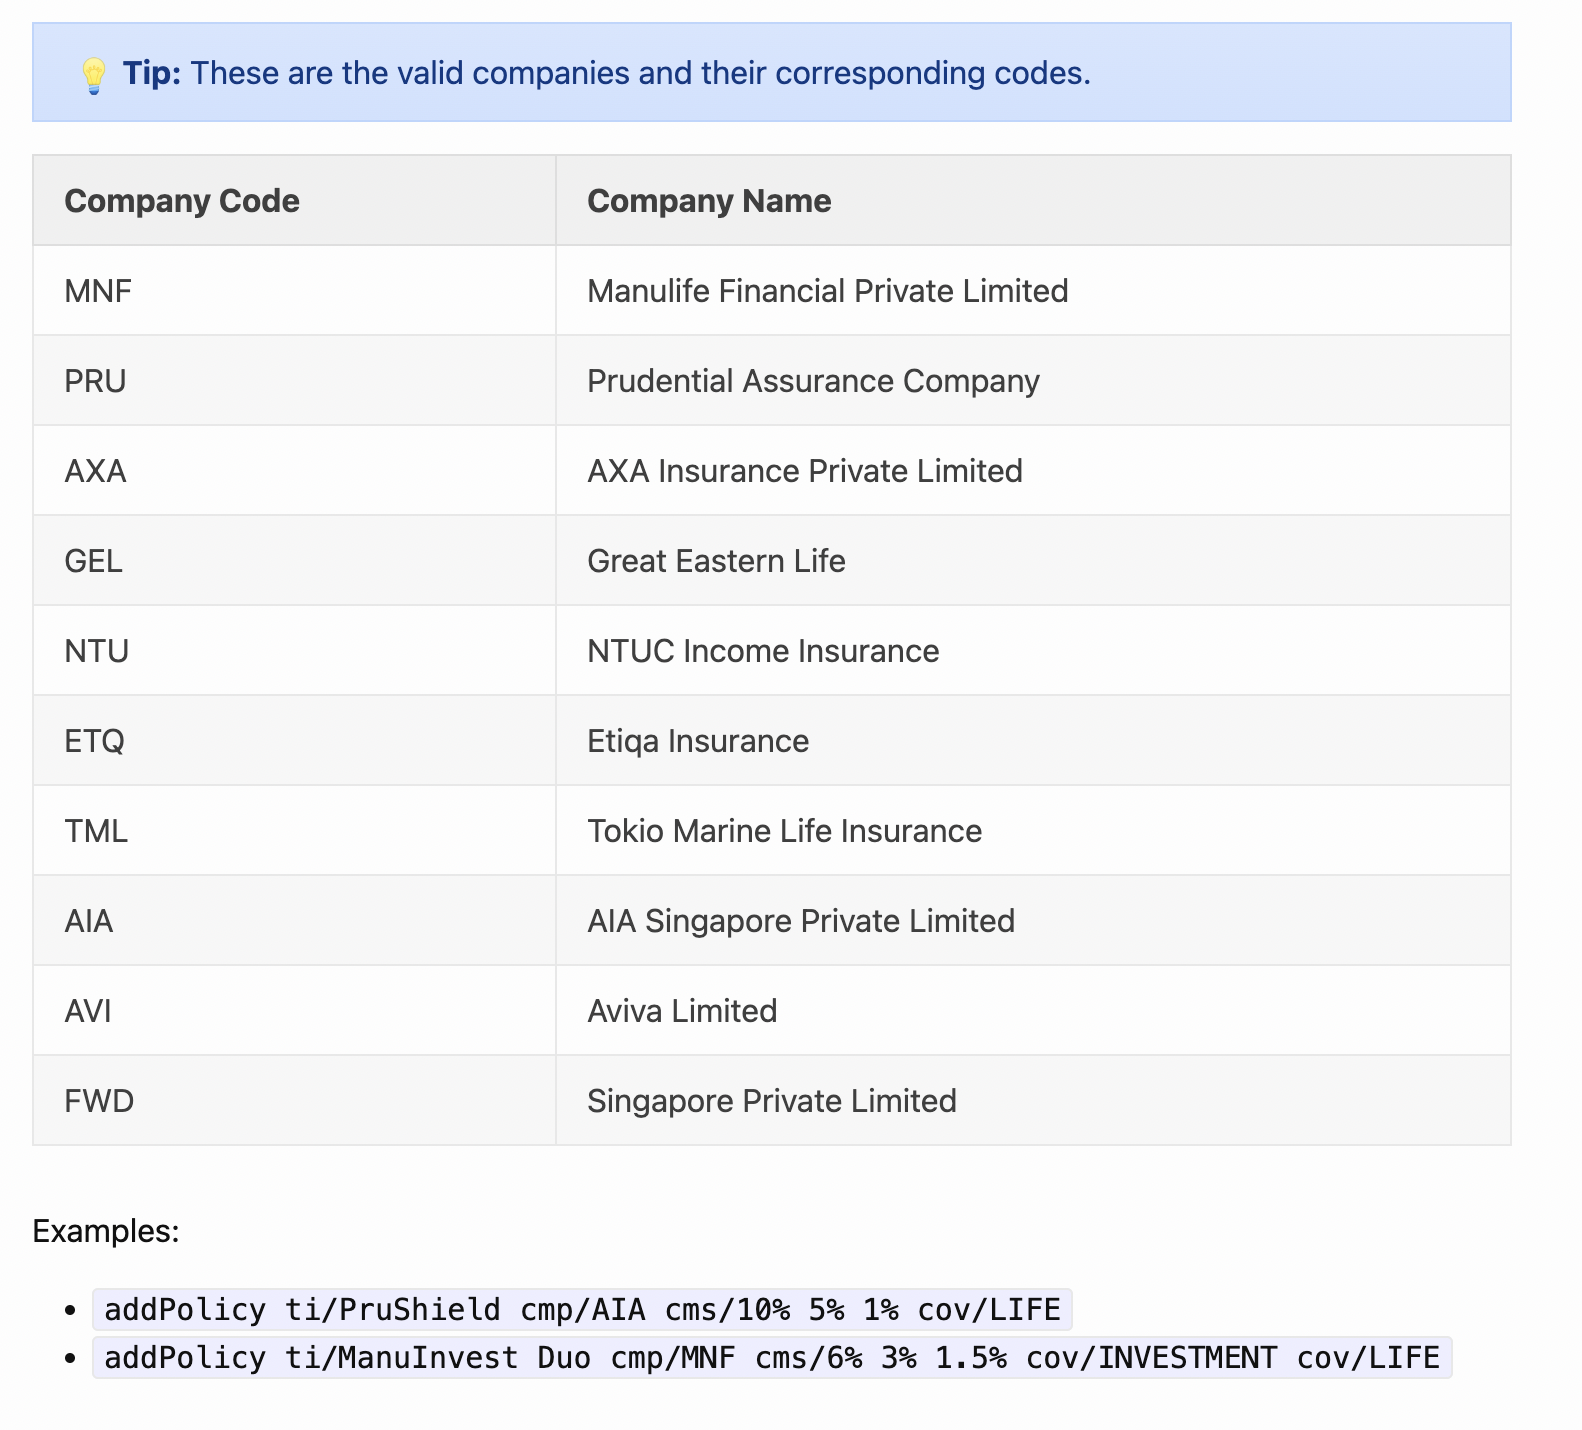 💡 Tip: These are the valid companies and their corresponding codes.
Company Code Company Name
MNF Manulife Financial Private Limited
PRU Prudential Assurance Company
AXA AXA Insurance Private Limited
GEL Great Eastern Life
NTU NTUC Income Insurance
ETQ Etiqa Insurance
TML Tokio Marine Life Insurance
AIA AIA Singapore Private Limited
AVI Aviva Limited
FWD Singapore Private Limited
Examples:
• addPolicy ti/PruShield cmp/AIA cms/10% 5% 1% cov/LIFE
• addPolicy ti/ManuInvest Duo cmp/MNF cms/6% 3% 1.5% cov/INVESTMENT cov/LIFE